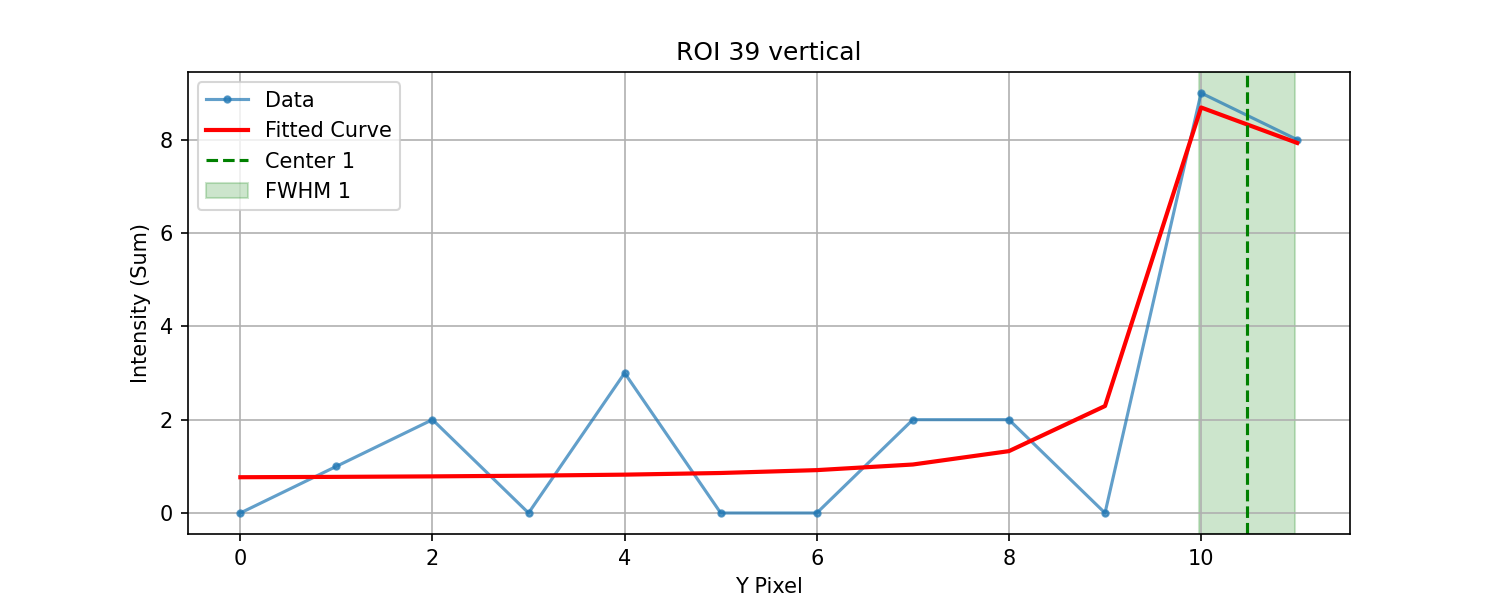 ROI 39 vertical
Data
Fitted Curve
Center 1
FWHM 1
Intensity (Sum)
8
6
4
2
0
0 2 4 6 8 10
Y Pixel